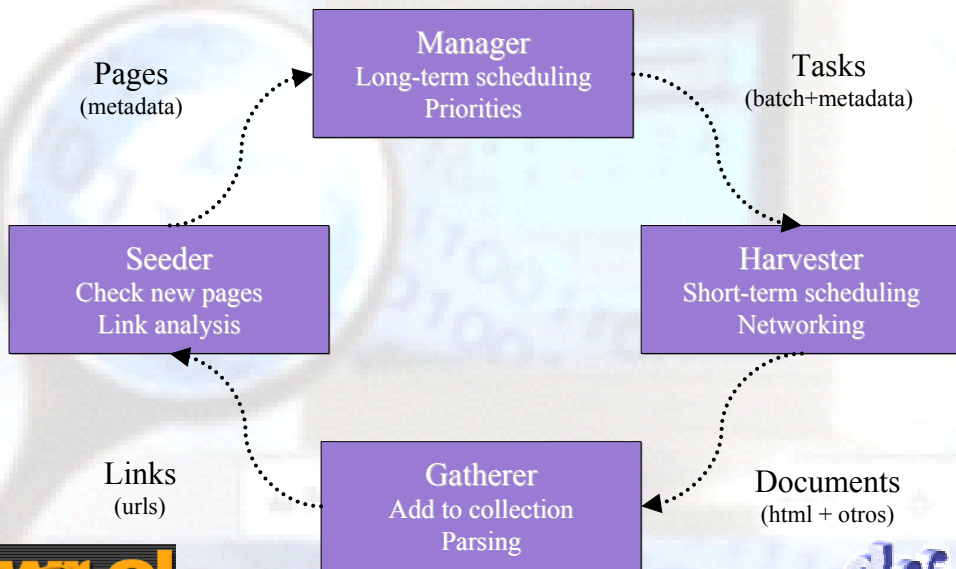 Manager
Long-term scheduling
Priorities
Pages
(metadata)
Tasks
(batch+metadata)
Seeder
Check new pages
Link analysis
Harvester
Short-term scheduling
Networking
Links
(urls)
Gatherer
Add to collection
Parsing
Documents
(html + otros)